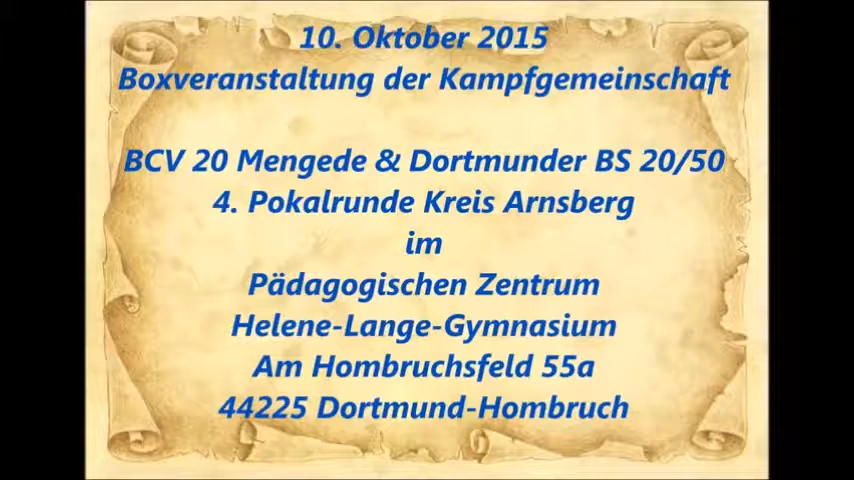 10. Oktober 2015
Boxveranstaltung der Kampfgemeinschaft
BCV 20 Mengede & Dortmunder BS 20/50
4. Pokalrunde Kreis Arnsberg
im
Pädagogischen Zentrum
Helene-Lange-Gymnasium
Am Hombruchsfeld 55a
44225 Dortmund-Hombruch